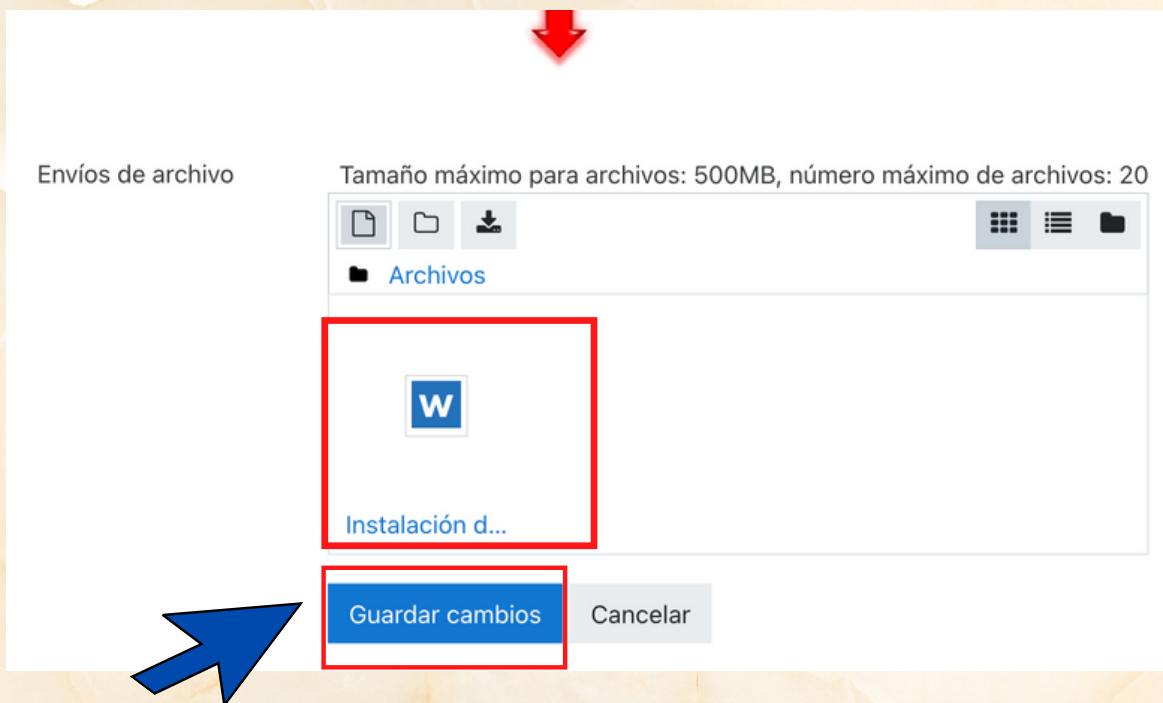 Envíos de archivo
Tamaño máximo para archivos: 500MB, número máximo de archivos: 20
Archivos
W
Instalación d...
Guardar cambios Cancelar